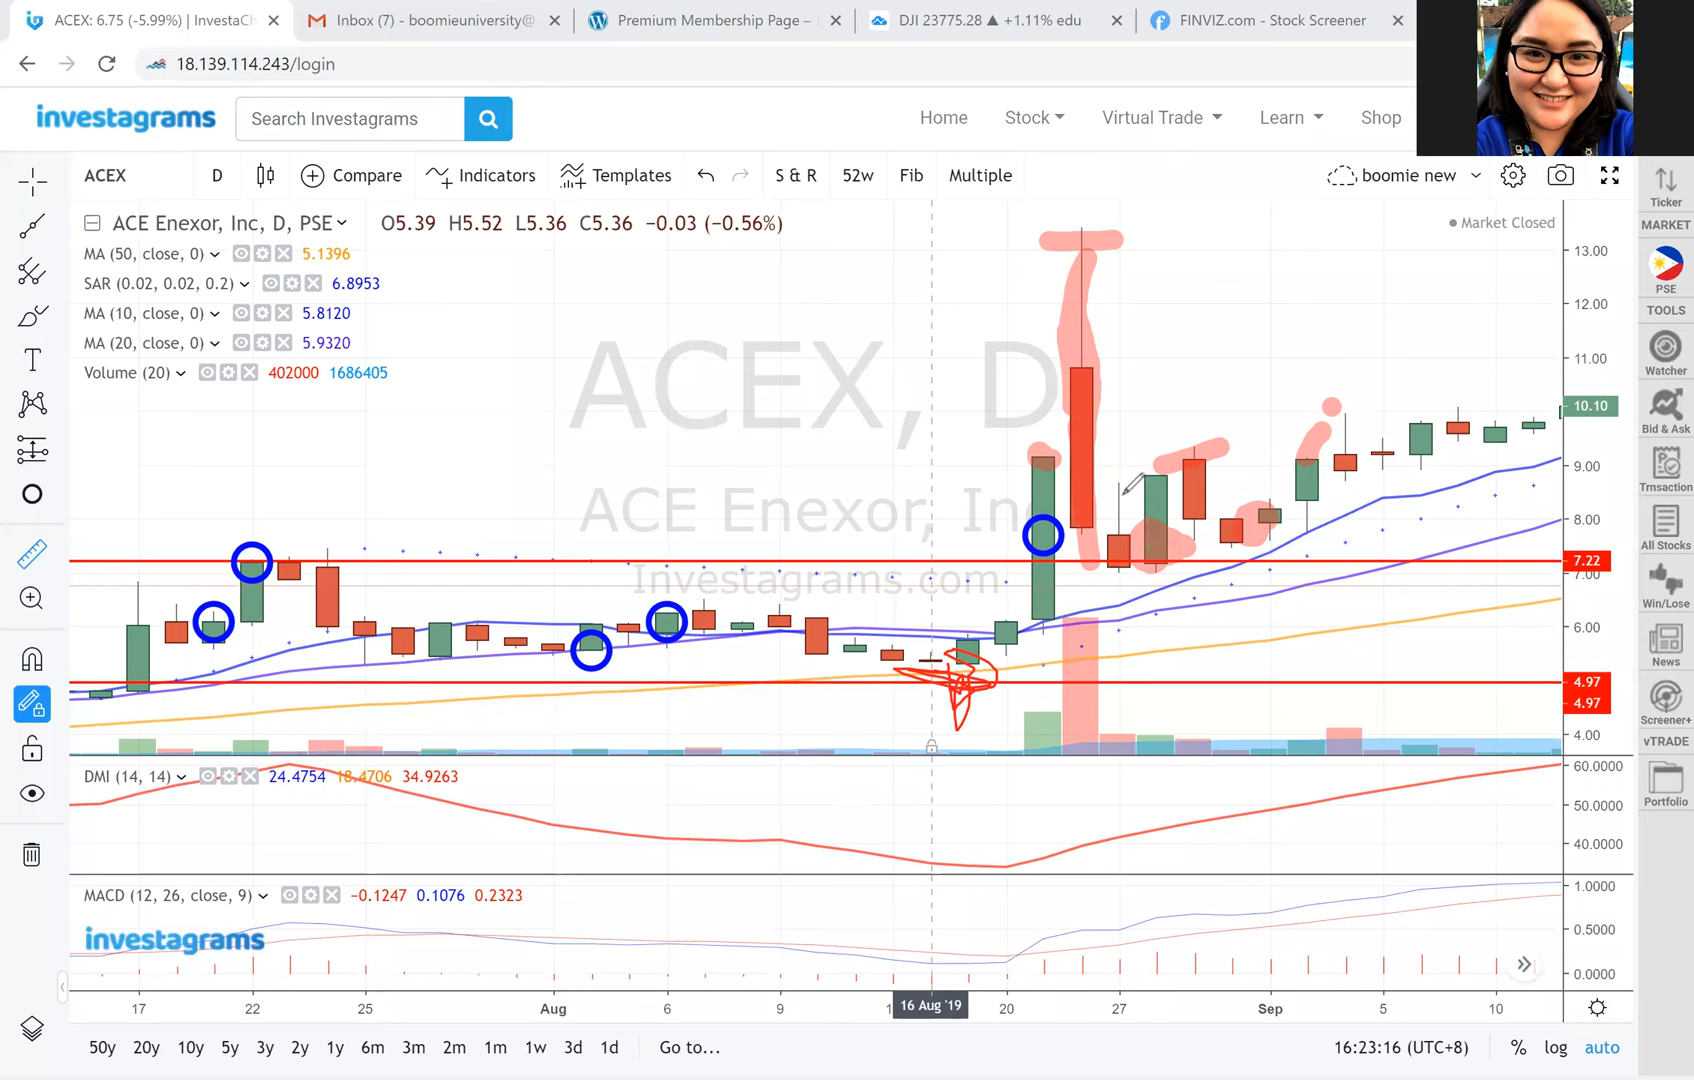 ACEX: 6.75 (-5.99%) | InvestaCh
Inbox (7) - boomieuniversity@
Premium Membership Page –
DJI 23775.28 ▲ +1.11% edu
FINVIZ.com - Stock Screener
18.139.114.243/login
investagrams
Search Investagrams
Home
Stock
Virtual Trade
Learn
Shop
ACEX
D
Compare
Indicators
Templates
S & R
52w
Fib
Multiple
boomie new
ACE Enexor, Inc, D, PSE
O5.39 H5.52 L5.36 C5.36 −0.03 (−0.56%)
Market Closed
MA (50, close, 0) 5.1396
SAR (0.02, 0.02, 0.2) 6.8953
MA (10, close, 0) 5.8120
MA (20, close, 0) 5.9320
Volume (20) 402000 1686405
ACEX, D
ACE Enexor, In
Investagrams.com
13.00
12.00
11.00
10.10
9.00
8.00
7.22
7.00
6.00
4.97
4.97
4.00
DMI (14, 14) 24.4754 18.4706 34.9263
60.0000
50.0000
40.0000
MACD (12, 26, close, 9) −0.1247 0.1076 0.2323
investagrams
1.0000
0.5000
0.0000
17
22
25
Aug
6
9
16 Aug '19
20
27
Sep
5
10
50y 20y 10y 5y 3y 2y 1y 6m 3m 2m 1m 1w 3d 1d Go to...
16:23:16 (UTC+8)
% log auto
Ticker
MARKET
PSE
TOOLS
Watcher
Bid & Ask
Trnsaction
All Stocks
Win/Lose
News
Screener+
vTRADE
Portfolio